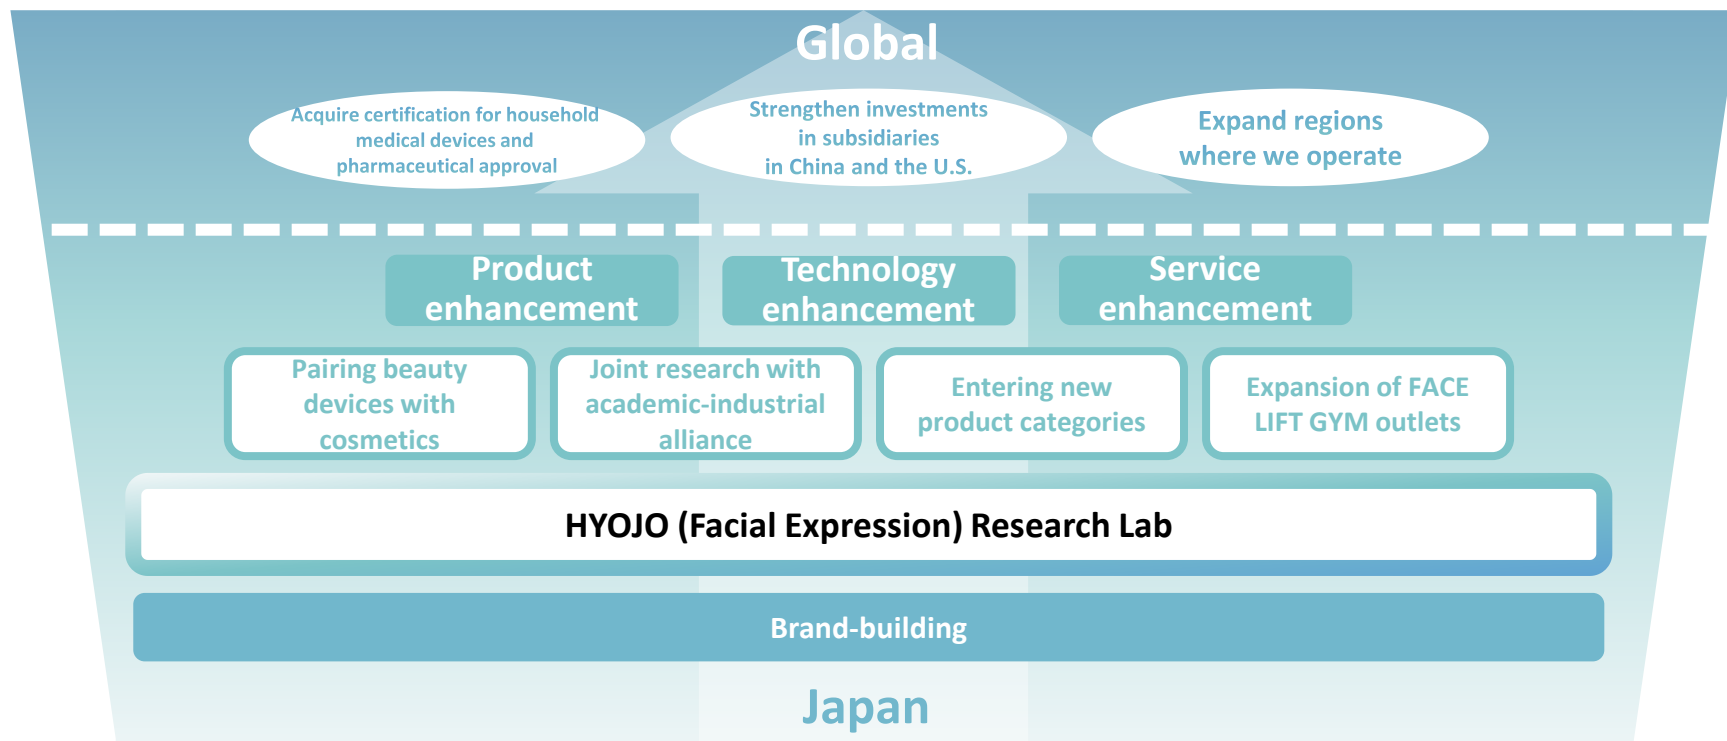 Global
Acquire certification for household
medical devices and
pharmaceutical approval
Strengthen investments
in subsidiaries
in China and the U.S.
Expand regions
where we operate
Product
enhancement
Technology
enhancement
Service
enhancement
Pairing beauty
devices with
cosmetics
Joint research with
academic-industrial
alliance
Entering new
product categories
Expansion of FACE
LIFT GYM outlets
HYOJO (Facial Expression) Research Lab
Brand-building
Japan